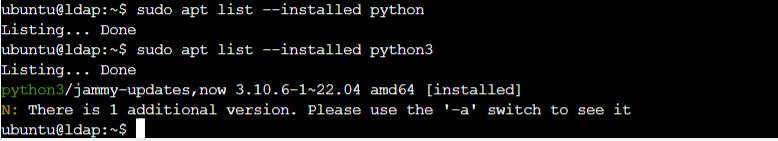 ubuntu@ldap:~$ sudo apt list --installed python
Listing... Done
ubuntu@ldap:~$ sudo apt list --installed python3
Listing... Done
python3/jammy-updates,now 3.10.6-1~22.04 amd64 [installed]
N: There is 1 additional version. Please use the '-a' switch to see it
ubuntu@ldap:~$